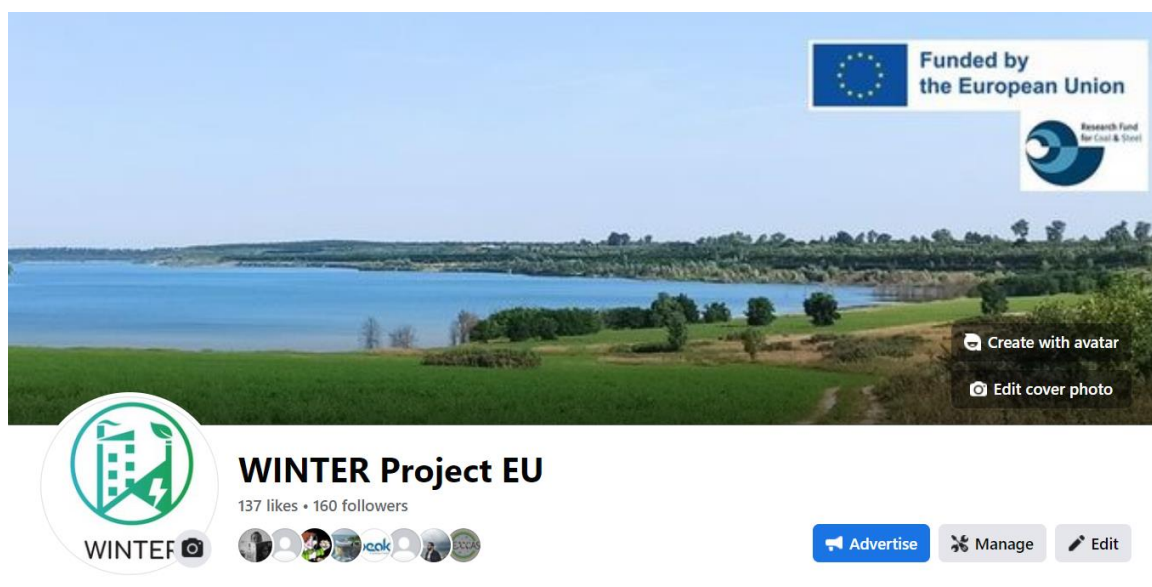 Funded by
the European Union
Research Fund
for Coal & Steel
Create with avatar
Edit cover photo
WINTER Project EU
137 likes • 160 followers
WINTER
Advertise
Manage
Edit